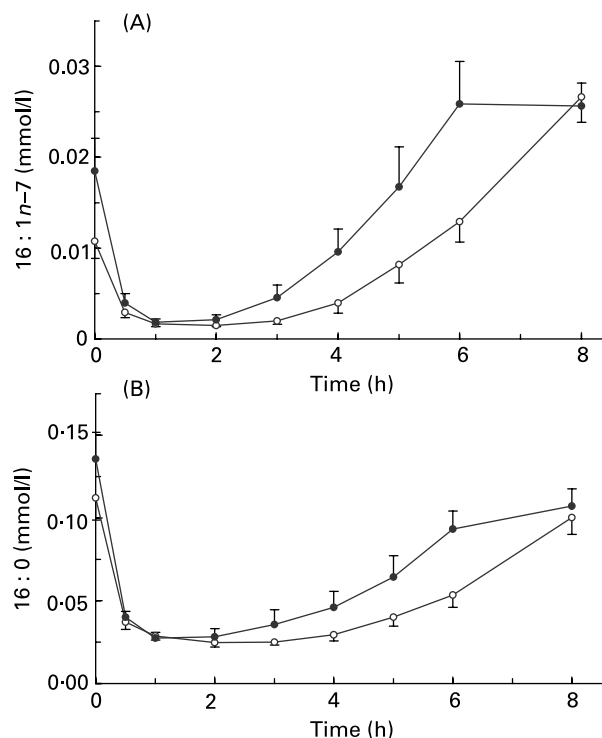 (A)
16 : 1n–7 (mmol/l)
0.03
0.02
0.01
0
0 2 4 6 8
Time (h)
(B)
16 : 0 (mmol/l)
0·15
0·10
0·05
0·00
0 2 4 6 8
Time (h)